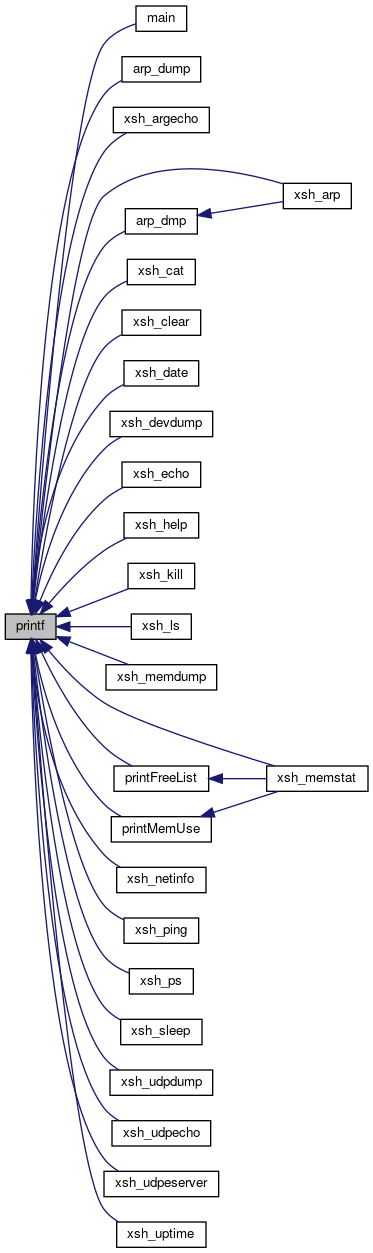 main
arp_dump
xsh_argecho
xsh_arp
arp_dmp
xsh_cat
xsh_clear
xsh_date
xsh_devdump
xsh_echo
xsh_help
xsh_kill
printf
xsh_ls
xsh_memdump
printFreeList
xsh_memstat
printMemUse
xsh_netinfo
xsh_ping
xsh_ps
xsh_sleep
xsh_udpdump
xsh_udpecho
xsh_udpeserver
xsh_uptime